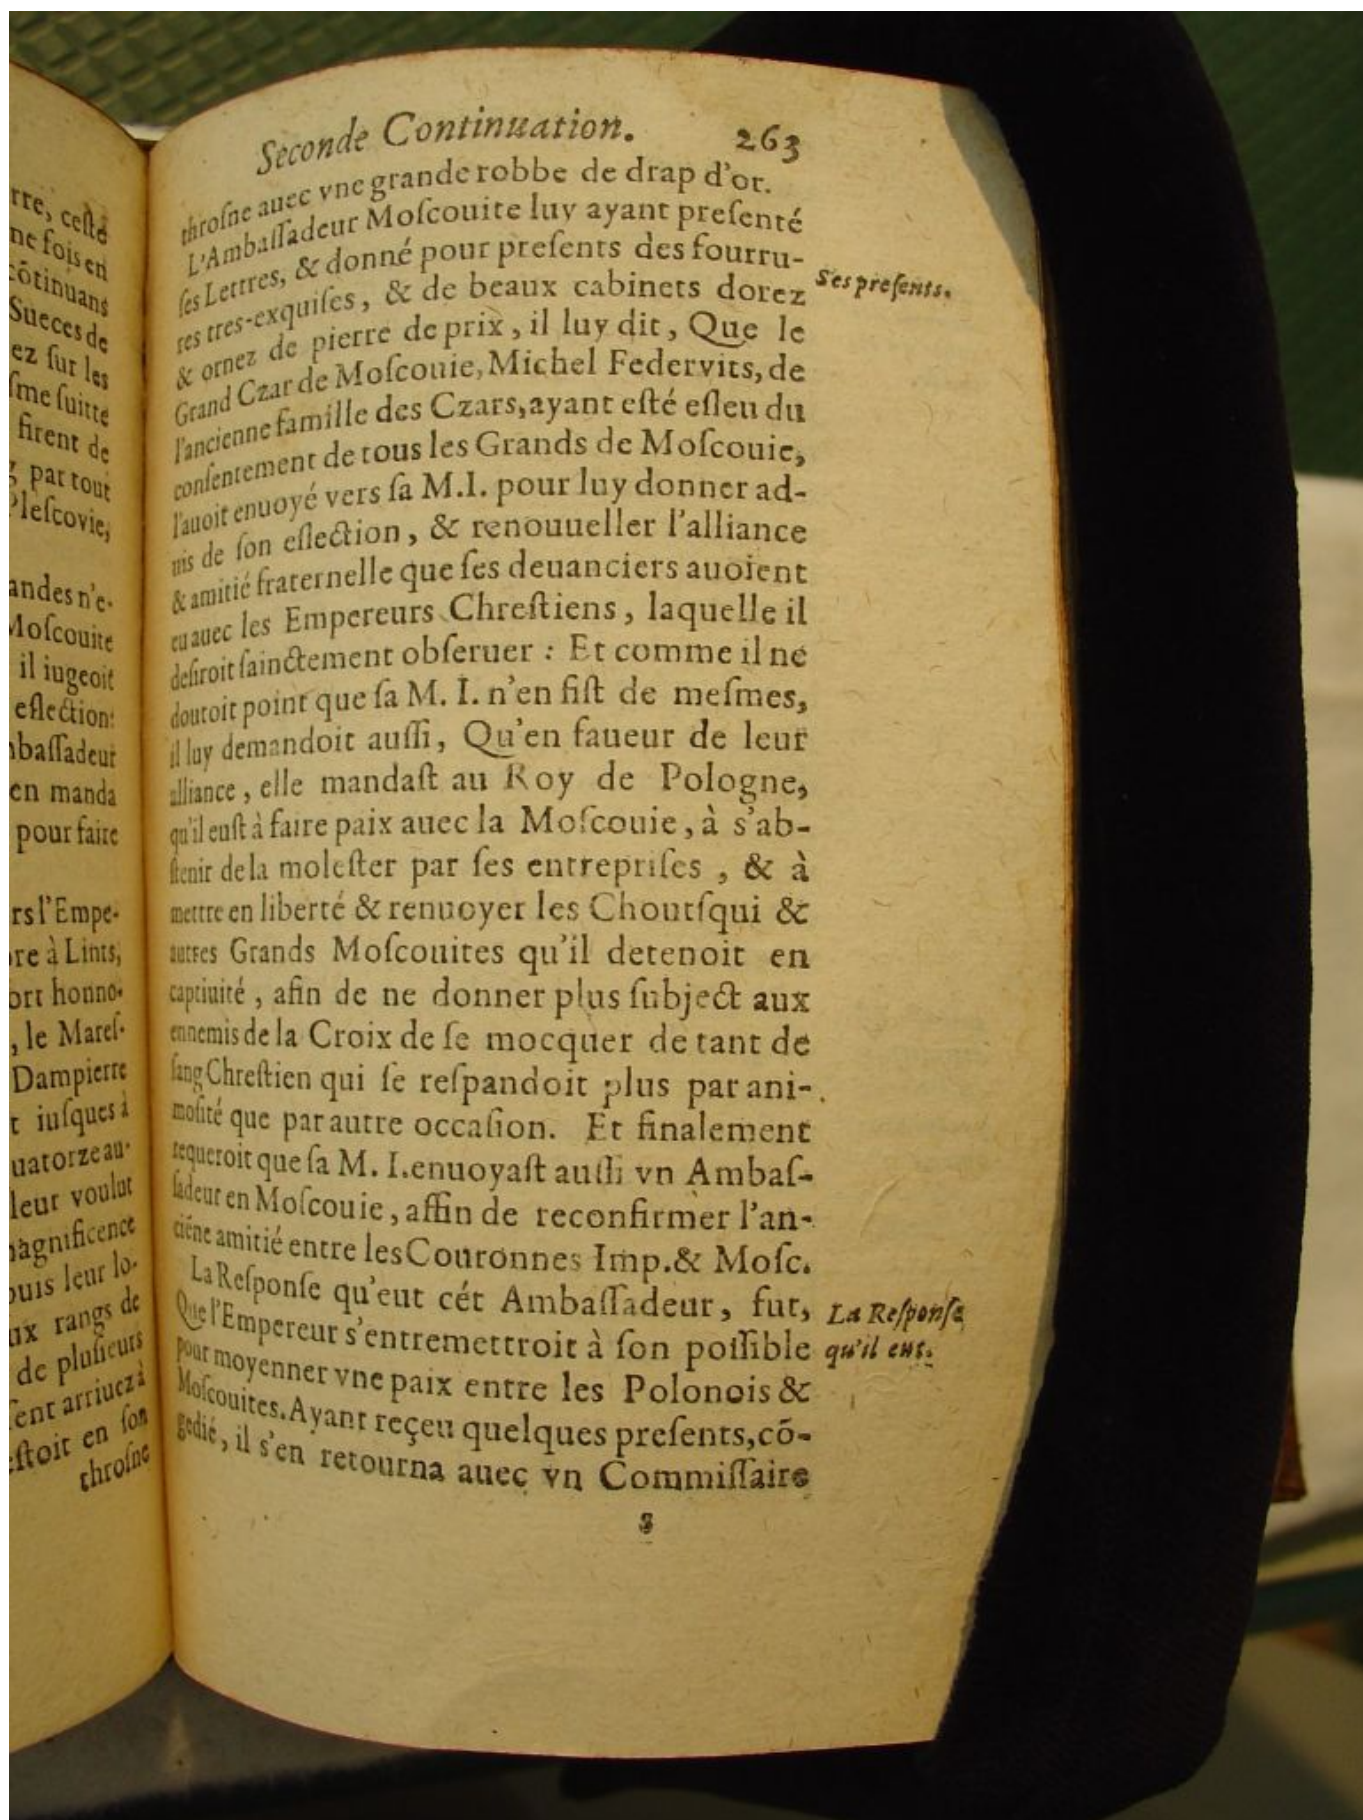 rre, cesté
ne fois en
cõtinuans
Sueces de
ez sur les
sme suitte
firent de
g par tout
Plescovie,
andes n'e-
Moscouite
il iugeoit
eslection:
mbassadeur
en manda
pour faire
rs l'Empe-
re à Lints,
ort honno-
, le Mares-
Dampierre
t iusques à
uatorze au-
leur voulut
magnificence
puis leur lo-
ux rangs de
de plusieurs
sent arriuez à
estoit en son
throsne
Seconde Continuation. 263
throsne auec vne grande robbe de drap d'or.
L'Ambassadeur Moscouite luy ayant presenté
ses Lettres, & donné pour presents des fourru-
res tres-exquises, & de beaux cabinets dorez
Ses presents.
& ornez de pierre de prix, il luy dit, Que le
Grand Czar de Moscouie, Michel Federvits, de
l'ancienne famille des Czars, ayant esté esleu du
consentement de tous les Grands de Moscouie,
l'auoit enuoyé vers sa M.I. pour luy donner ad-
uis de son eslection, & renouueller l'alliance
& amitié fraternelle que ses deuanciers auoient
eu auec les Empereurs Chrestiens, laquelle il
desiroit sainctement obseruer : Et comme il ne
doutoit point que sa M. I. n'en fist de mesmes,
il luy demandoit aussi, Qu'en faueur de leur
alliance, elle mandast au Roy de Pologne,
qu'il eust à faire paix auec la Moscouie, à s'ab-
stenir de la molester par ses entreprises, & à
mettre en liberté & renuoyer les Choutsqui &
autres Grands Moscouites qu'il detenoit en
captiuité, afin de ne donner plus subject aux
ennemis de la Croix de se mocquer de tant de
sang Chrestien qui se respandoit plus par ani-
mosité que par autre occasion. Et finalement
requeroit que sa M. I. enuoyast aussi vn Ambas-
sadeur en Moscouie, affin de reconfirmer l'an-
ciéne amitié entre les Couronnes Imp. & Mosc.
La Response qu'eut cét Ambassadeur, fut,
Que l'Empereur s'entremettroit à son possible
La Response
qu'il eut.
pour moyenner vne paix entre les Polonois &
Moscouites. Ayant reçeu quelques presents, cõ-
gedié, il s'en retourna auec vn Commissaire